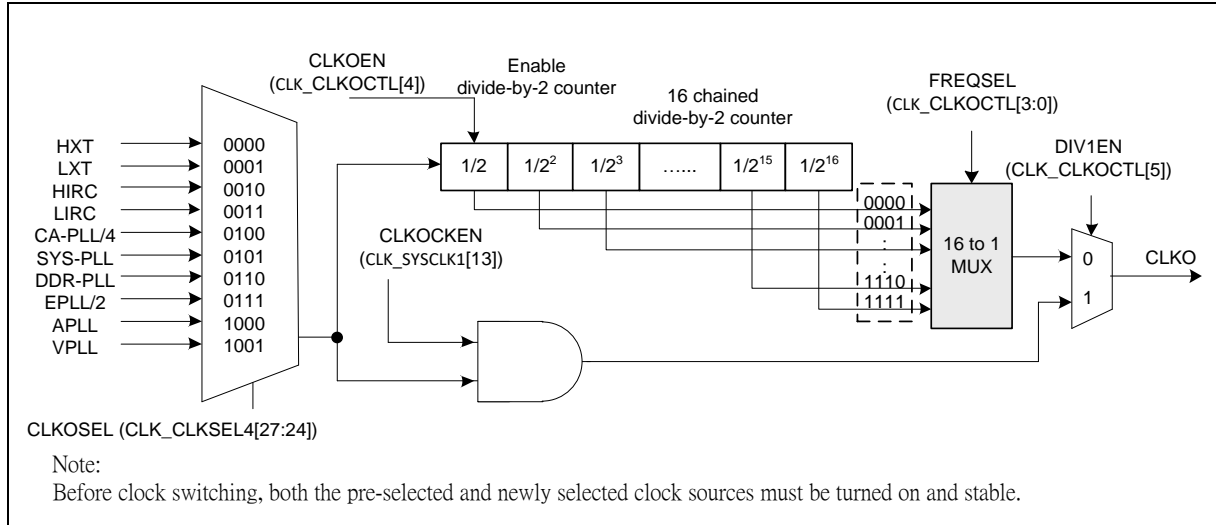 CLKOEN
(CLK_CLKOCTL[4])
Enable
divide-by-2 counter
16 chained
divide-by-2 counter
FREQSEL
(CLK_CLKOCTL[3:0])
DIV1EN
(CLK_CLKOCTL[5])
HXT
LXT
HIRC
LIRC
CA-PLL/4
SYS-PLL
DDR-PLL
EPLL/2
APLL
VPLL
0000
0001
0010
0011
0100
0101
0110
0111
1000
1001
1/2
1/2²
1/2³
…...
1/2¹⁵
1/2¹⁶
CLKOCKEN
(CLK_SYSCLK1[13])
0000
0001
:
:
1110
1111
16 to 1
MUX
0
1
CLKO
CLKOSEL (CLK_CLKSEL4[27:24])
Note:
Before clock switching, both the pre-selected and newly selected clock sources must be turned on and stable.